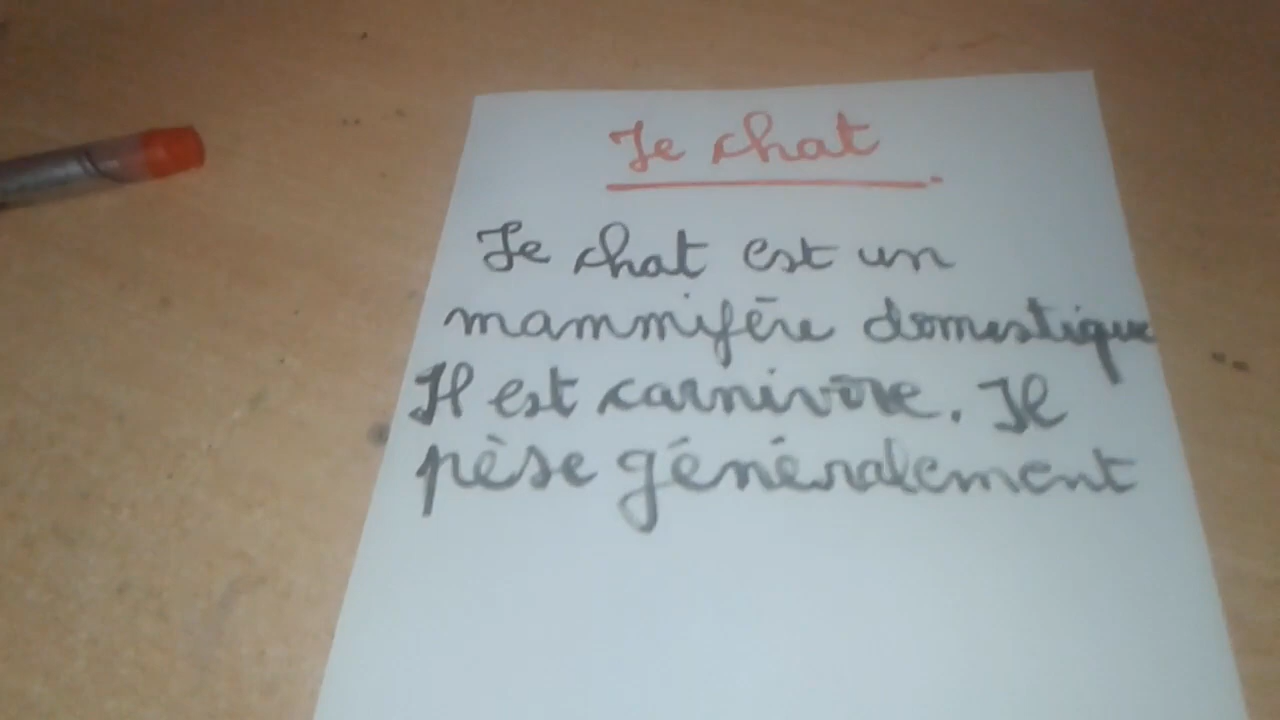 Le chat
Le chat est un
mammifère domestique
Il est carnivore. Il
pèse généralement